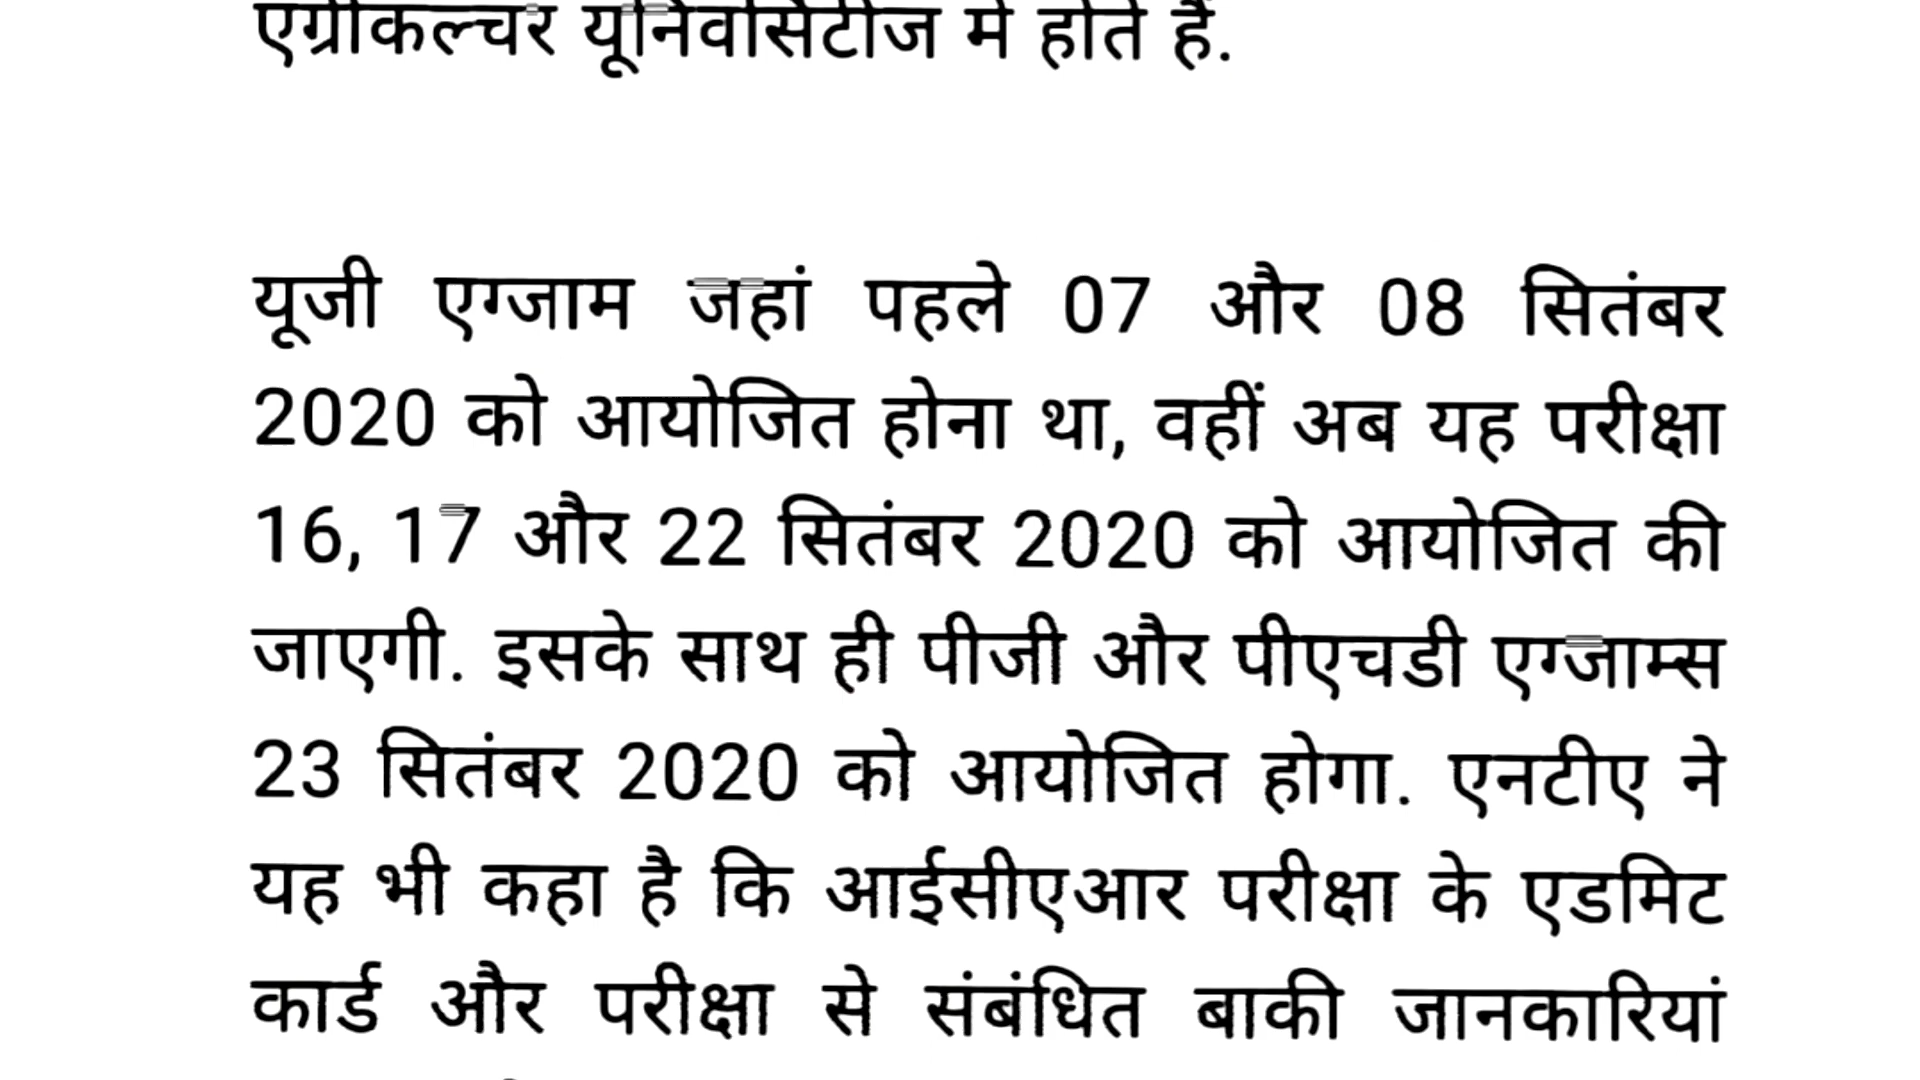 एग्रीकल्चर यूनिवर्सिटीज में होते हैं.
यूजी एग्जाम जहां पहले 07 और 08 सितंबर
2020 को आयोजित होना था, वहीं अब यह परीक्षा
16, 17 और 22 सितंबर 2020 को आयोजित की
जाएगी. इसके साथ ही पीजी और पीएचडी एग्जाम्स
23 सितंबर 2020 को आयोजित होगा. एनटीए ने
यह भी कहा है कि आईसीएआर परीक्षा के एडमिट
कार्ड और परीक्षा से संबंधित बाकी जानकारियां